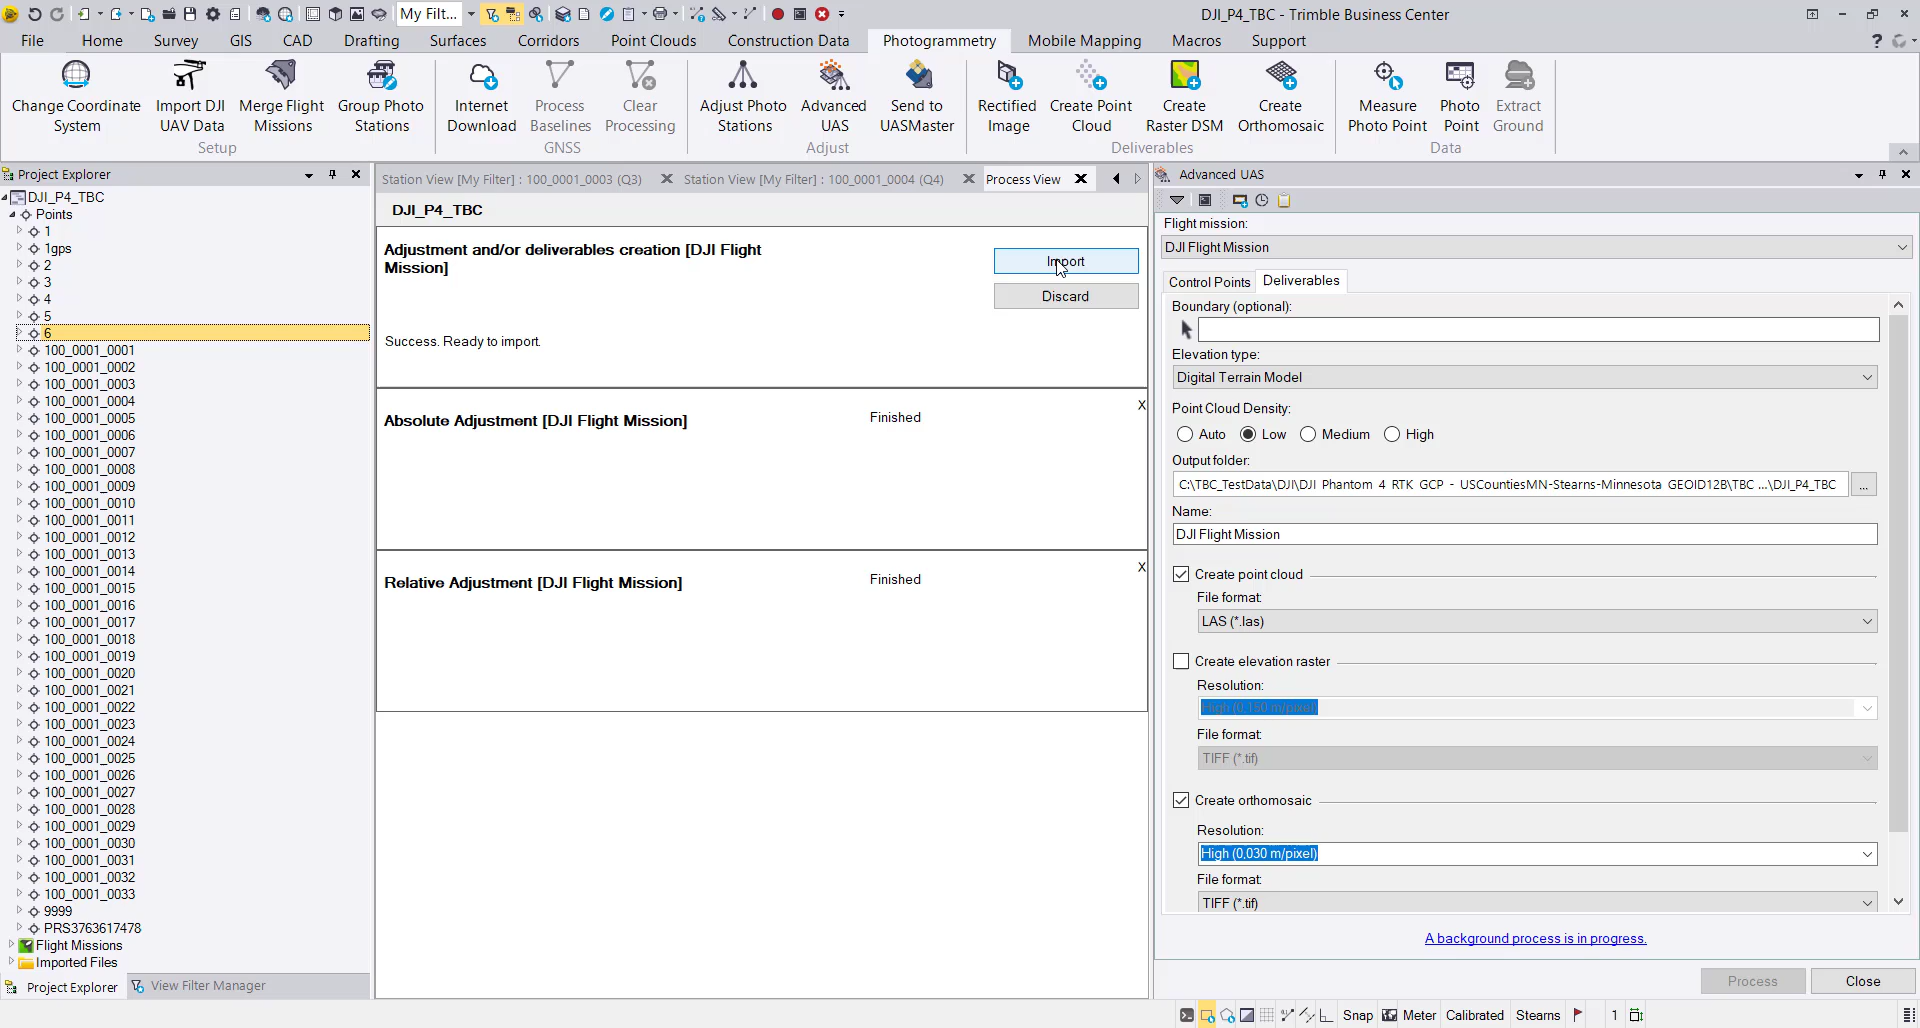 My Filt...
DJI_P4_TBC - Trimble Business Center
File Home Survey GIS CAD Drafting Surfaces Corridors Point Clouds Construction Data Photogrammetry Mobile Mapping Macros Support
Change Coordinate System
Import DJI UAV Data
Merge Flight Missions
Group Photo Stations
Setup
Internet Download
Process Baselines
Clear Processing
GNSS
Adjust Photo Stations
Advanced UAS
Send to UASMaster
Adjust
Rectified Image
Create Point Cloud
Create Raster DSM
Create Orthomosaic
Deliverables
Measure Photo Point
Photo Point
Extract Ground
Data
Project Explorer
DJI_P4_TBC
Points
1
1gps
2
3
4
5
6
100_0001_0001
100_0001_0002
100_0001_0003
100_0001_0004
100_0001_0005
100_0001_0006
100_0001_0007
100_0001_0008
100_0001_0009
100_0001_0010
100_0001_0011
100_0001_0012
100_0001_0013
100_0001_0014
100_0001_0015
100_0001_0016
100_0001_0017
100_0001_0018
100_0001_0019
100_0001_0020
100_0001_0021
100_0001_0022
100_0001_0023
100_0001_0024
100_0001_0025
100_0001_0026
100_0001_0027
100_0001_0028
100_0001_0029
100_0001_0030
100_0001_0031
100_0001_0032
100_0001_0033
9999
PRS3763617478
Flight Missions
Imported Files
Project Explorer
View Filter Manager
Station View [My Filter] : 100_0001_0003 (Q3)
Station View [My Filter] : 100_0001_0004 (Q4)
Process View
DJI_P4_TBC
Adjustment and/or deliverables creation [DJI Flight
Mission]
Import
Discard
Success. Ready to import.
X
Absolute Adjustment [DJI Flight Mission]
Finished
X
Relative Adjustment [DJI Flight Mission]
Finished
Advanced UAS
Flight mission:
DJI Flight Mission
Control Points
Deliverables
Boundary (optional):
Elevation type:
Digital Terrain Model
Point Cloud Density:
Auto Low Medium High
Output folder:
C:\TBC_TestData\DJI\DJI Phantom 4 RTK GCP - USCountiesMN-Stearns-Minnesota GEOID12B\TBC ...\DJI_P4_TBC
...
Name:
DJI Flight Mission
Create point cloud
File format:
LAS (*.las)
Create elevation raster
Resolution:
High (0,150 m/pixel)
File format:
TIFF (*.tif)
Create orthomosaic
Resolution:
High (0,030 m/pixel)
File format:
TIFF (*.tif)
A background process is in progress.
Process
Close
Snap
Meter
Calibrated
Stearns
1